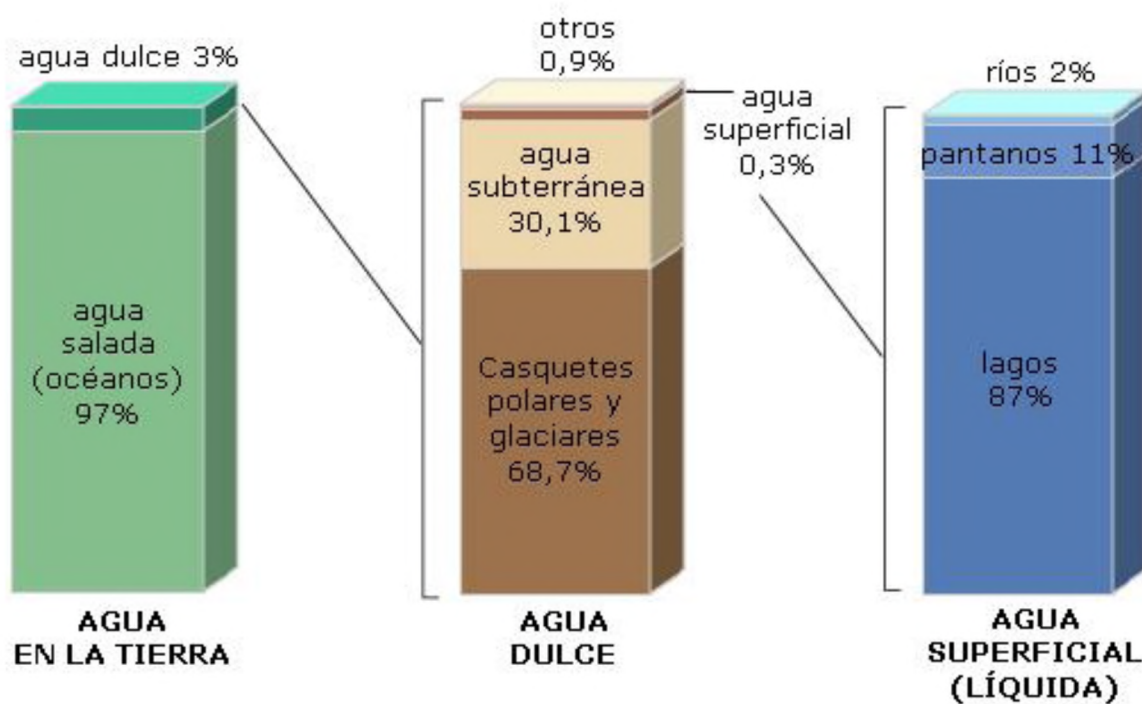 agua dulce 3%
agua
salada
(océanos)
97%
AGUA
EN LA TIERRA
otros
0,9%
agua
superficial
0,3%
agua
subterránea
30,1%
Casquetes
polares y
glaciares
68,7%
AGUA
DULCE
ríos 2%
pantanos 11%
lagos
87%
AGUA
SUPERFICIAL
(LÍQUIDA)